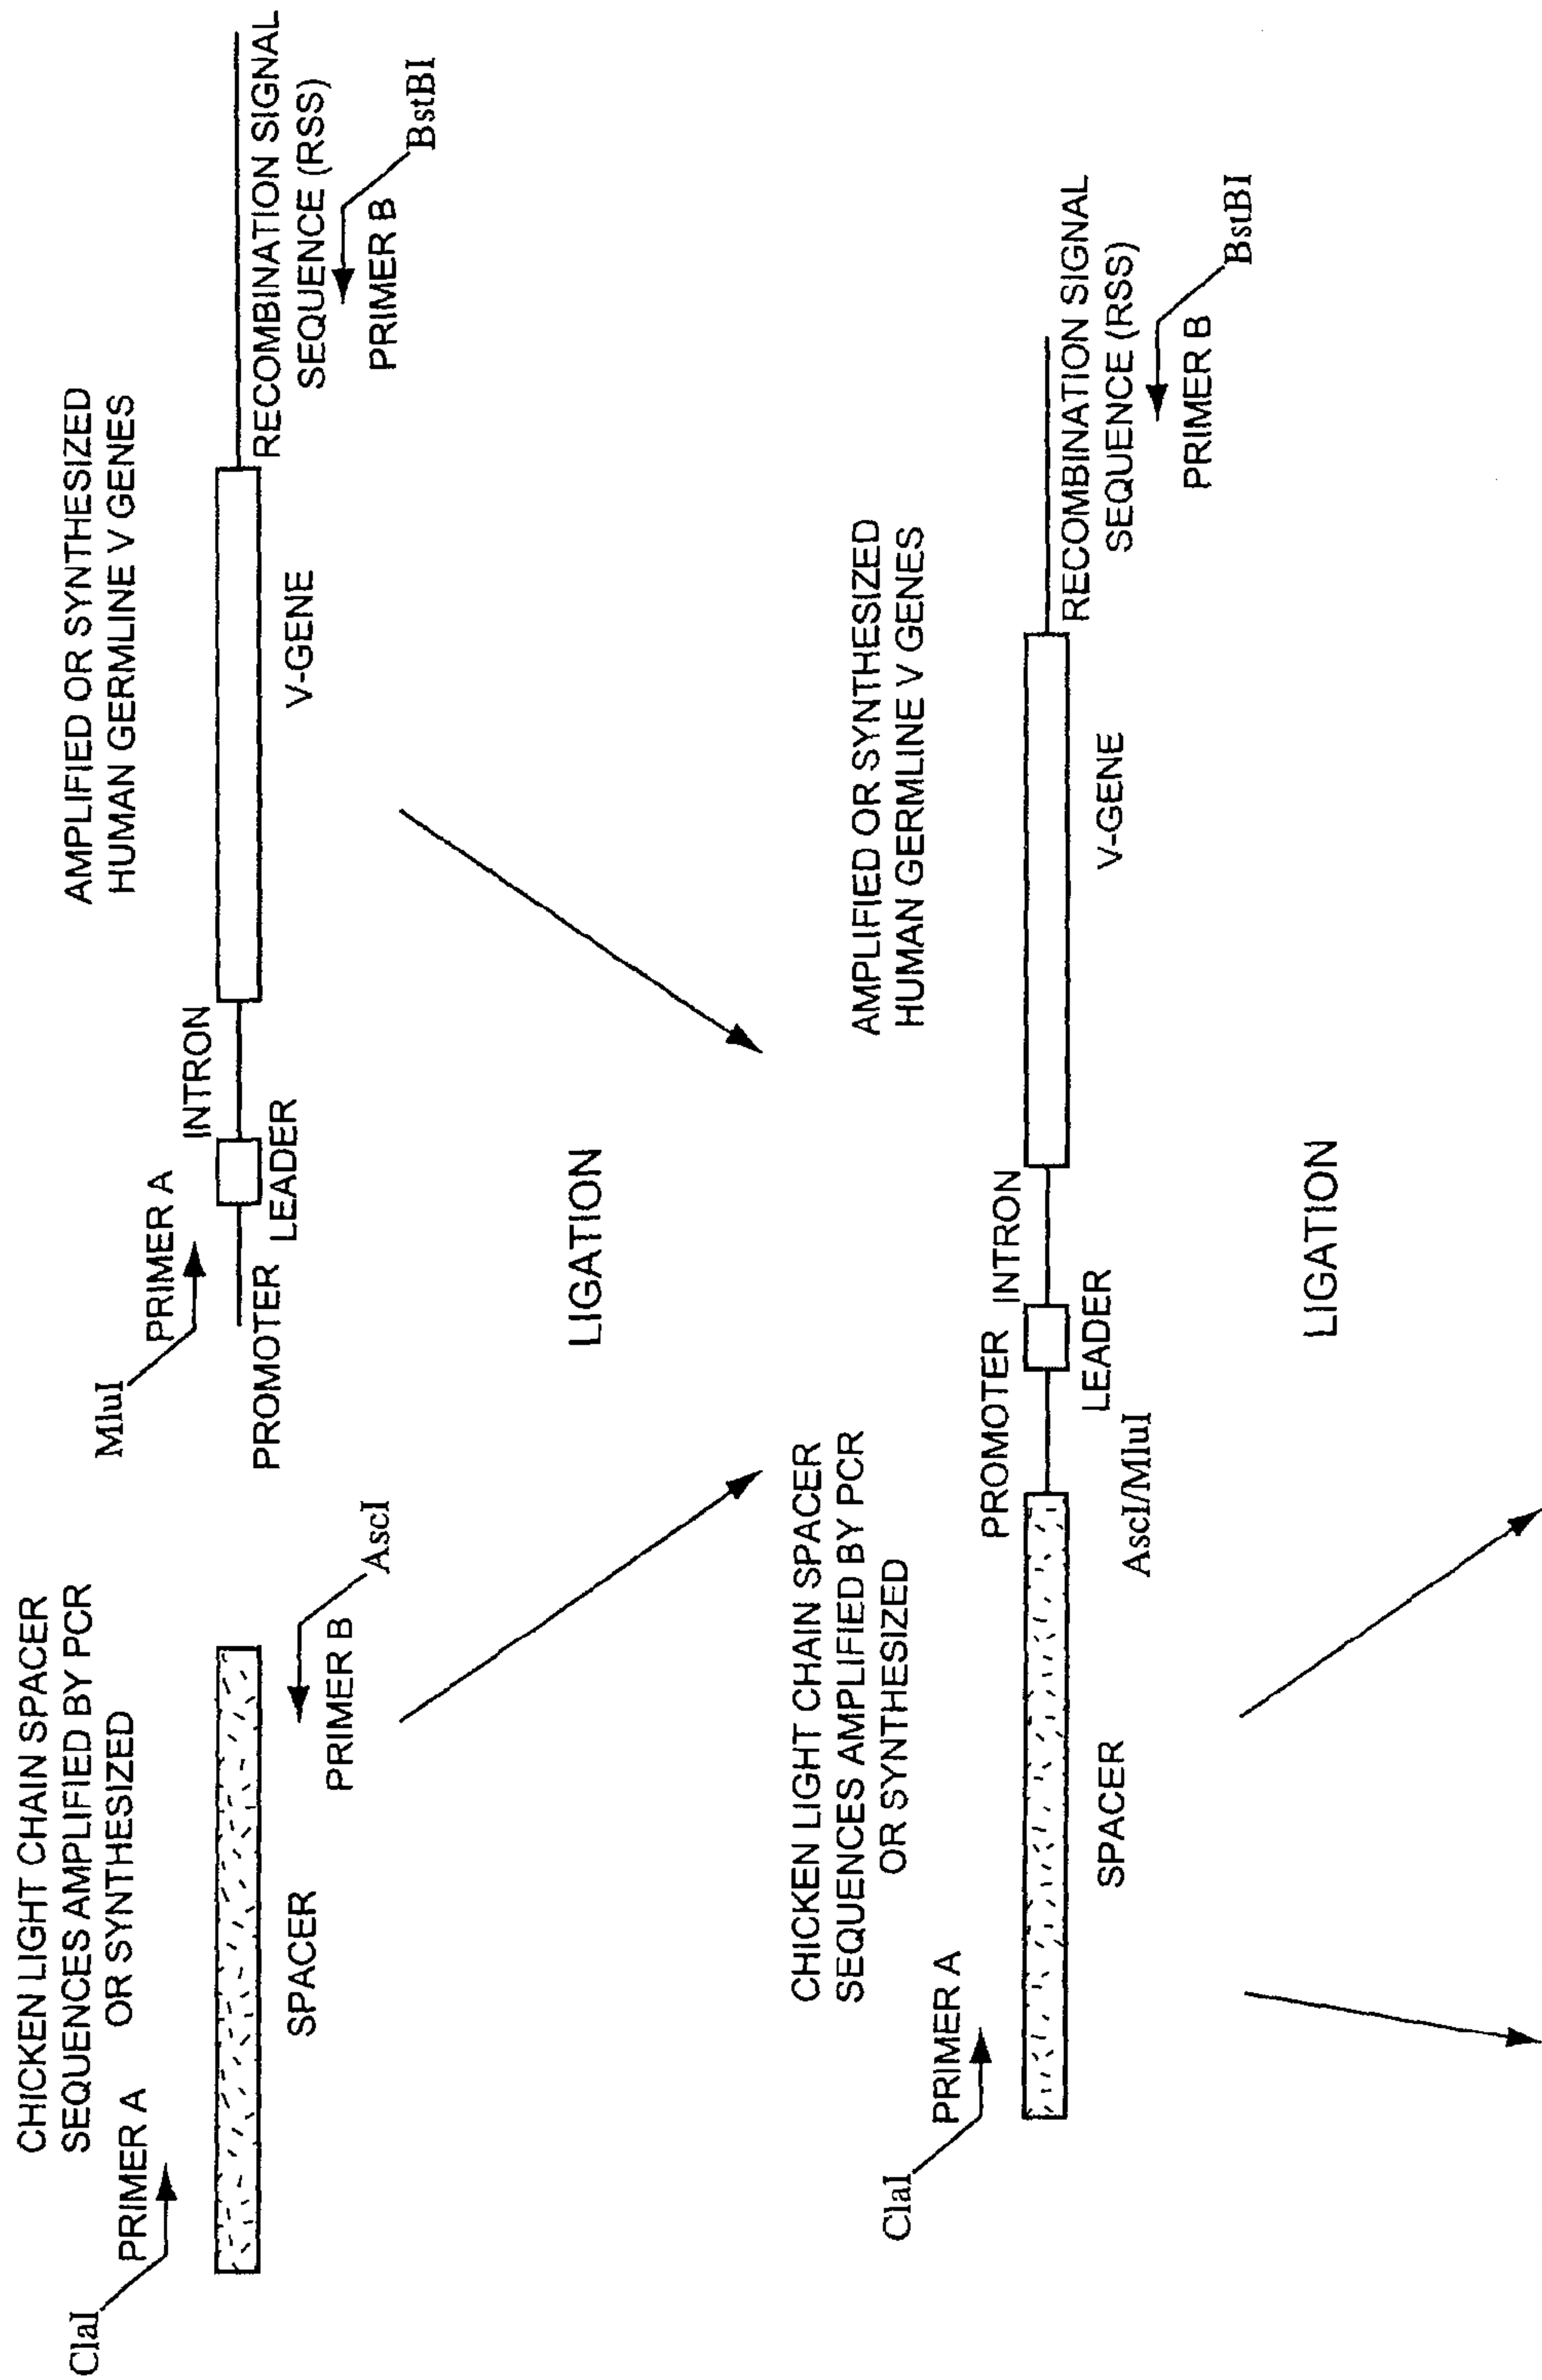 CHICKEN LIGHT CHAIN SPACER
SEQUENCES AMPLIFIED BY PCR
OR SYNTHESIZED
ClaI
PRIMER A
SPACER
PRIMER B
AscI
AMPLIFIED OR SYNTHESIZED
HUMAN GERMLINE V GENES
MluI
PRIMER A
INTRON
PROMOTER
LEADER
V-GENE
RECOMBINATION SIGNAL
SEQUENCE (RSS)
PRIMER B
BstBI
LIGATION
CHICKEN LIGHT CHAIN SPACER
SEQUENCES AMPLIFIED BY PCR
OR SYNTHESIZED
ClaI
PRIMER A
SPACER
AMPLIFIED OR SYNTHESIZED
HUMAN GERMLINE V GENES
PROMOTER
INTRON
LEADER
AscI/MluI
V-GENE
RECOMBINATION SIGNAL
SEQUENCE (RSS)
PRIMER B
BstBI
LIGATION